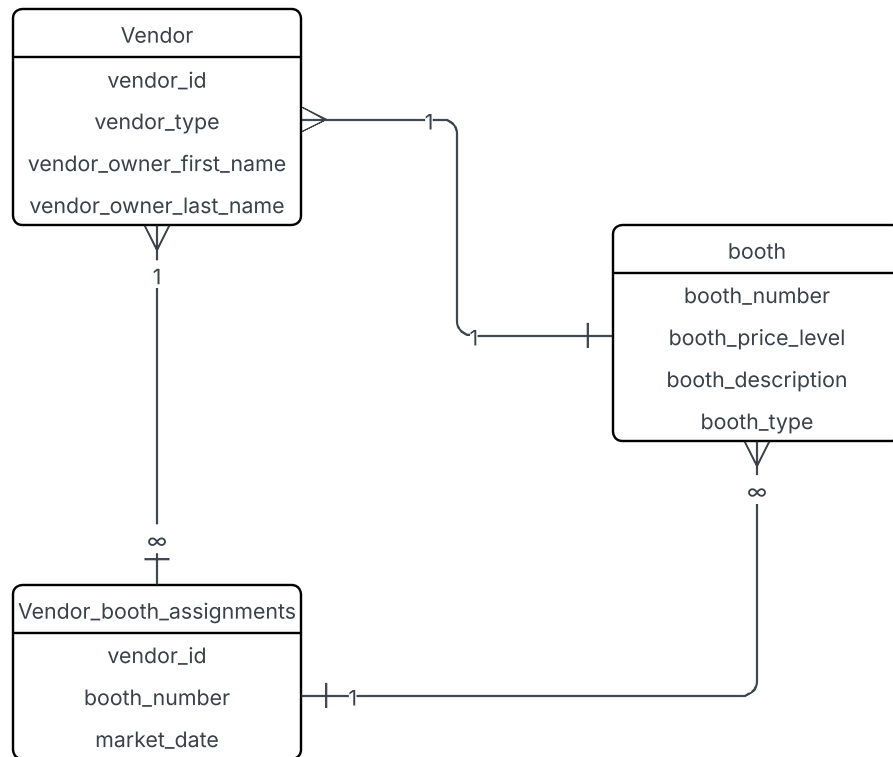 Vendor
vendor_id
vendor_type
vendor_owner_first_name
vendor_owner_last_name
1
1
1
booth
booth_number
booth_price_level
booth_description
booth_type
∞
∞
Vendor_booth_assignments
vendor_id
booth_number
market_date
1